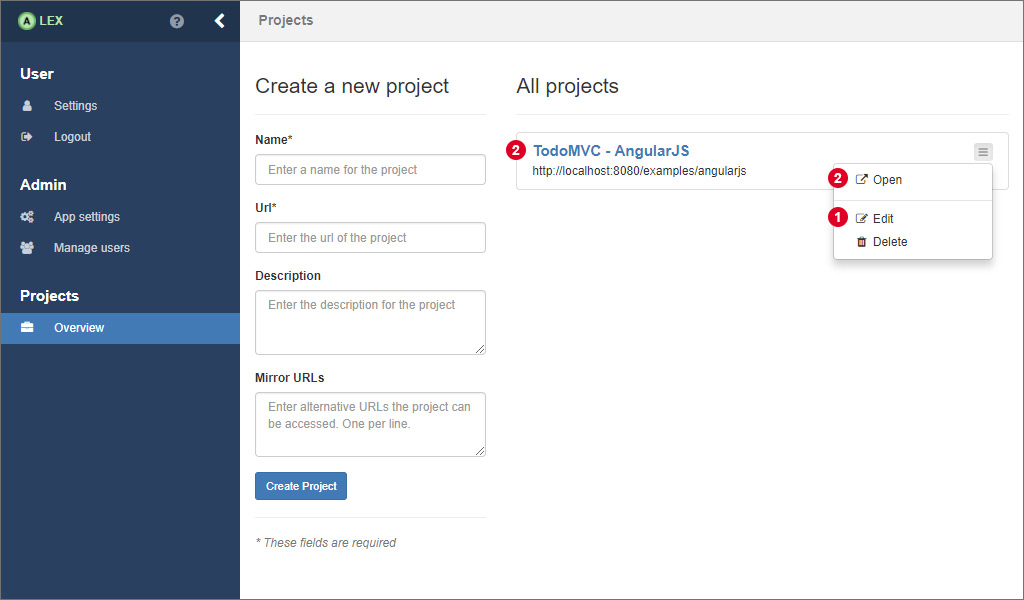 A LEX
?
Projects
User
Settings
Logout
Admin
App settings
Manage users
Projects
Overview
Create a new project
Name*
Enter a name for the project
Url*
Enter the url of the project
Description
Enter the description for the project
Mirror URLs
Enter alternative URLs the project can
be accessed. One per line.
Create Project
* These fields are required
All projects
2 TodoMVC - AngularJS
http://localhost:8080/examples/angularjs
2 Open
1 Edit
Delete